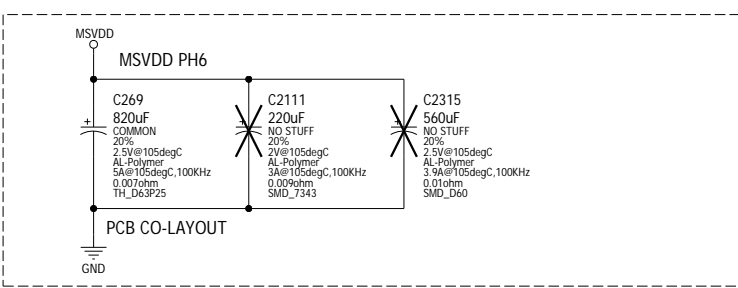 MSVDD
MSVDD PH6
C269
820uF
COMMON
20%
2.5V@105degC
AL-Polymer
5A@105degC,100KHz
0.007ohm
TH_D63P25
C2111
220uF
NO STUFF
20%
2V@105degC
AL-Polymer
3A@105degC,100KHz
0.009ohm
SMD_7343
C2315
560uF
NO STUFF
20%
2.5V@105degC
AL-Polymer
3.9A@105degC,100KHz
0.01ohm
SMD_D60
+
+
+
PCB CO-LAYOUT
GND